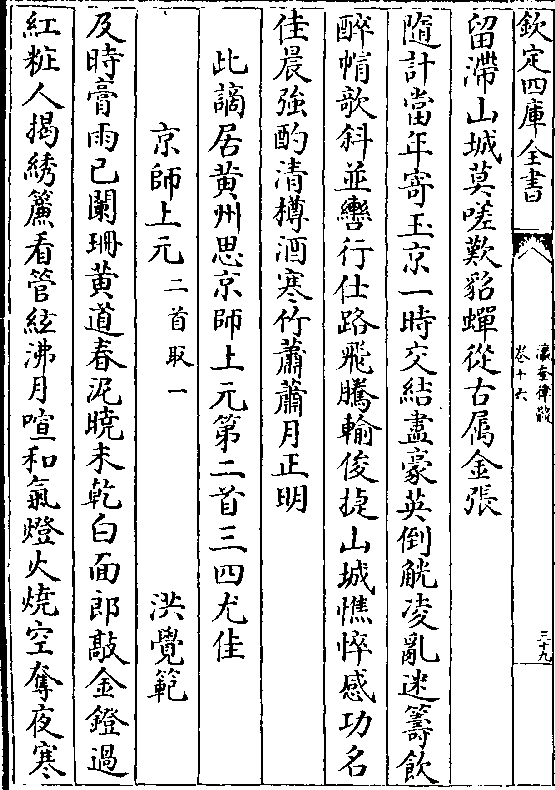 欽定四庫全書
瀛奎律髓
卷十六
三十九
留滯山城莫嗟歎貂蟬從古屬金張
隨計當年寄玉京一時交結盡豪英倒觥凌亂迷籌飲
醉帽欹斜並轡行仕路飛騰輸俊捷山城憔悴感功名
佳晨強酌清樽酒寒竹蕭蕭月正明
此謫居黄州思京師上元第二首三四尤佳
京師上元二首取一 洪覺範
及時膏雨已闌珊黄道春泥曉未乾白面郎敲金鐙過
紅粧人揭綉簾看管絃沸月喧和氣燈火燒空奪夜寒